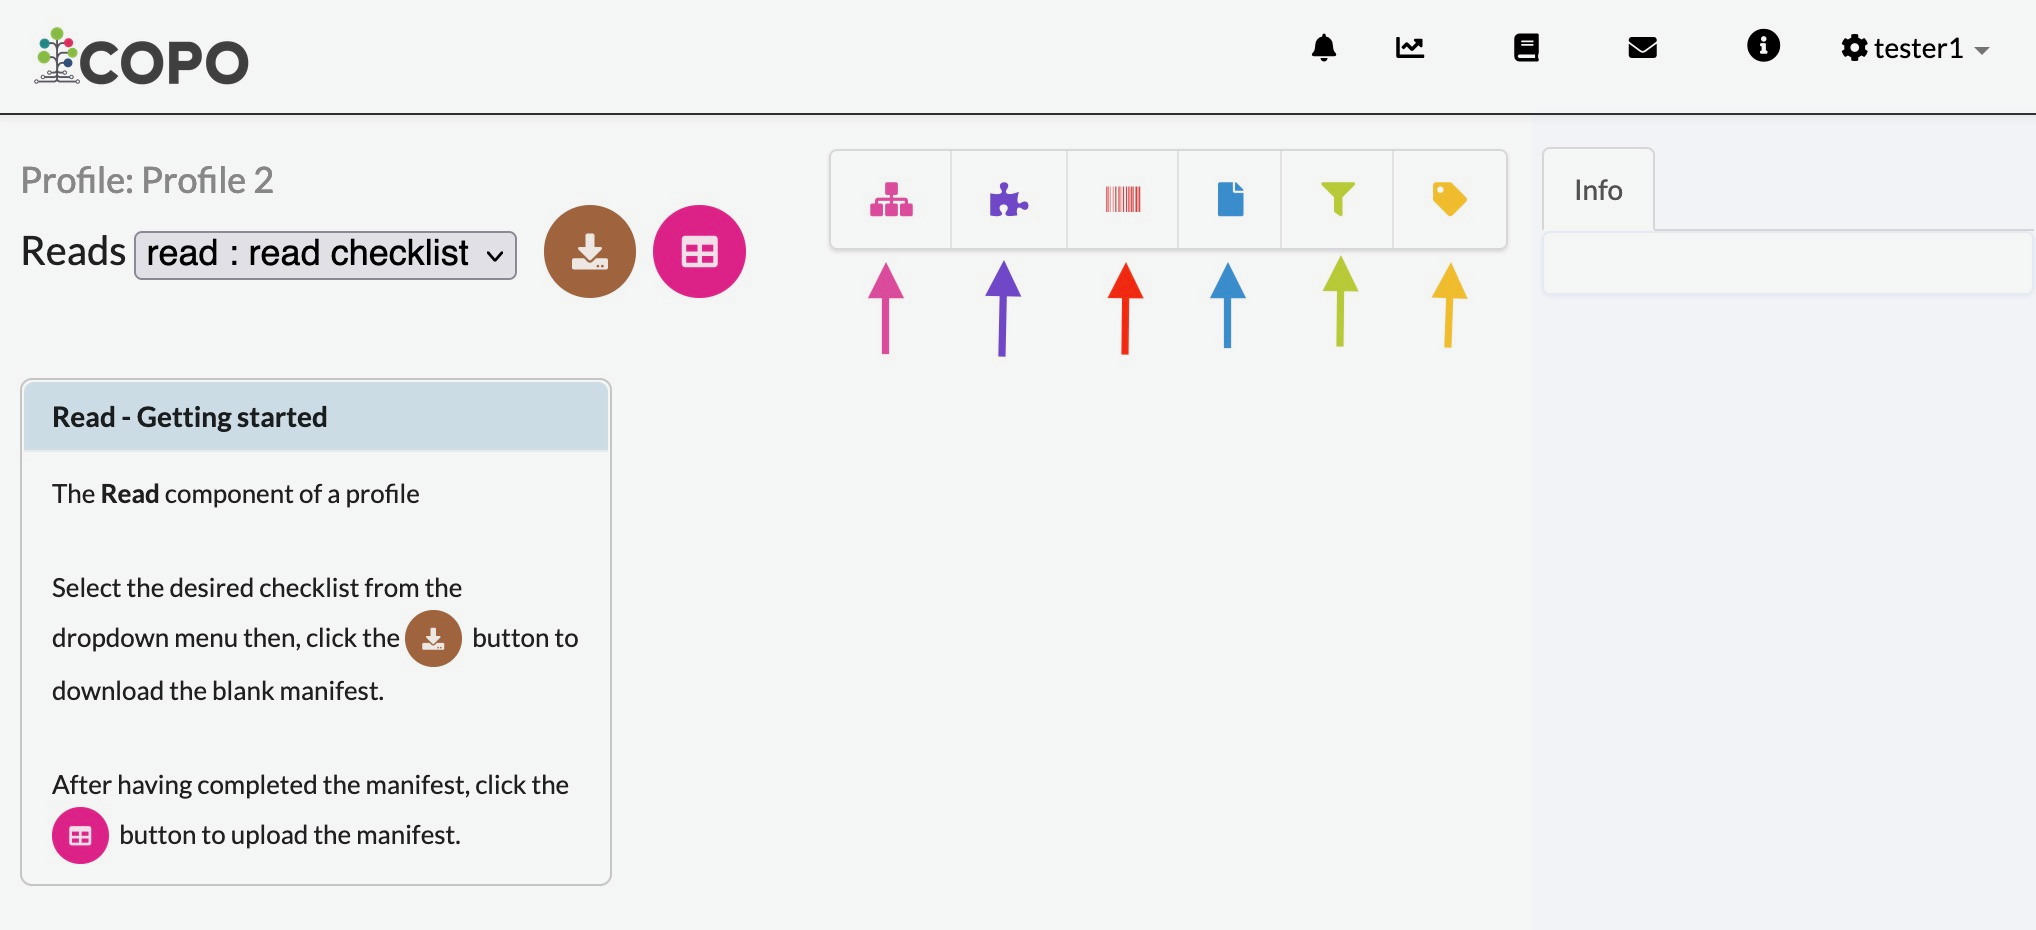 COPO
tester1
Profile: Profile 2
Reads read : read checklist
Info
Read - Getting started
The Read component of a profile
Select the desired checklist from the
dropdown menu then, click the button to
download the blank manifest.
After having completed the manifest, click the
button to upload the manifest.